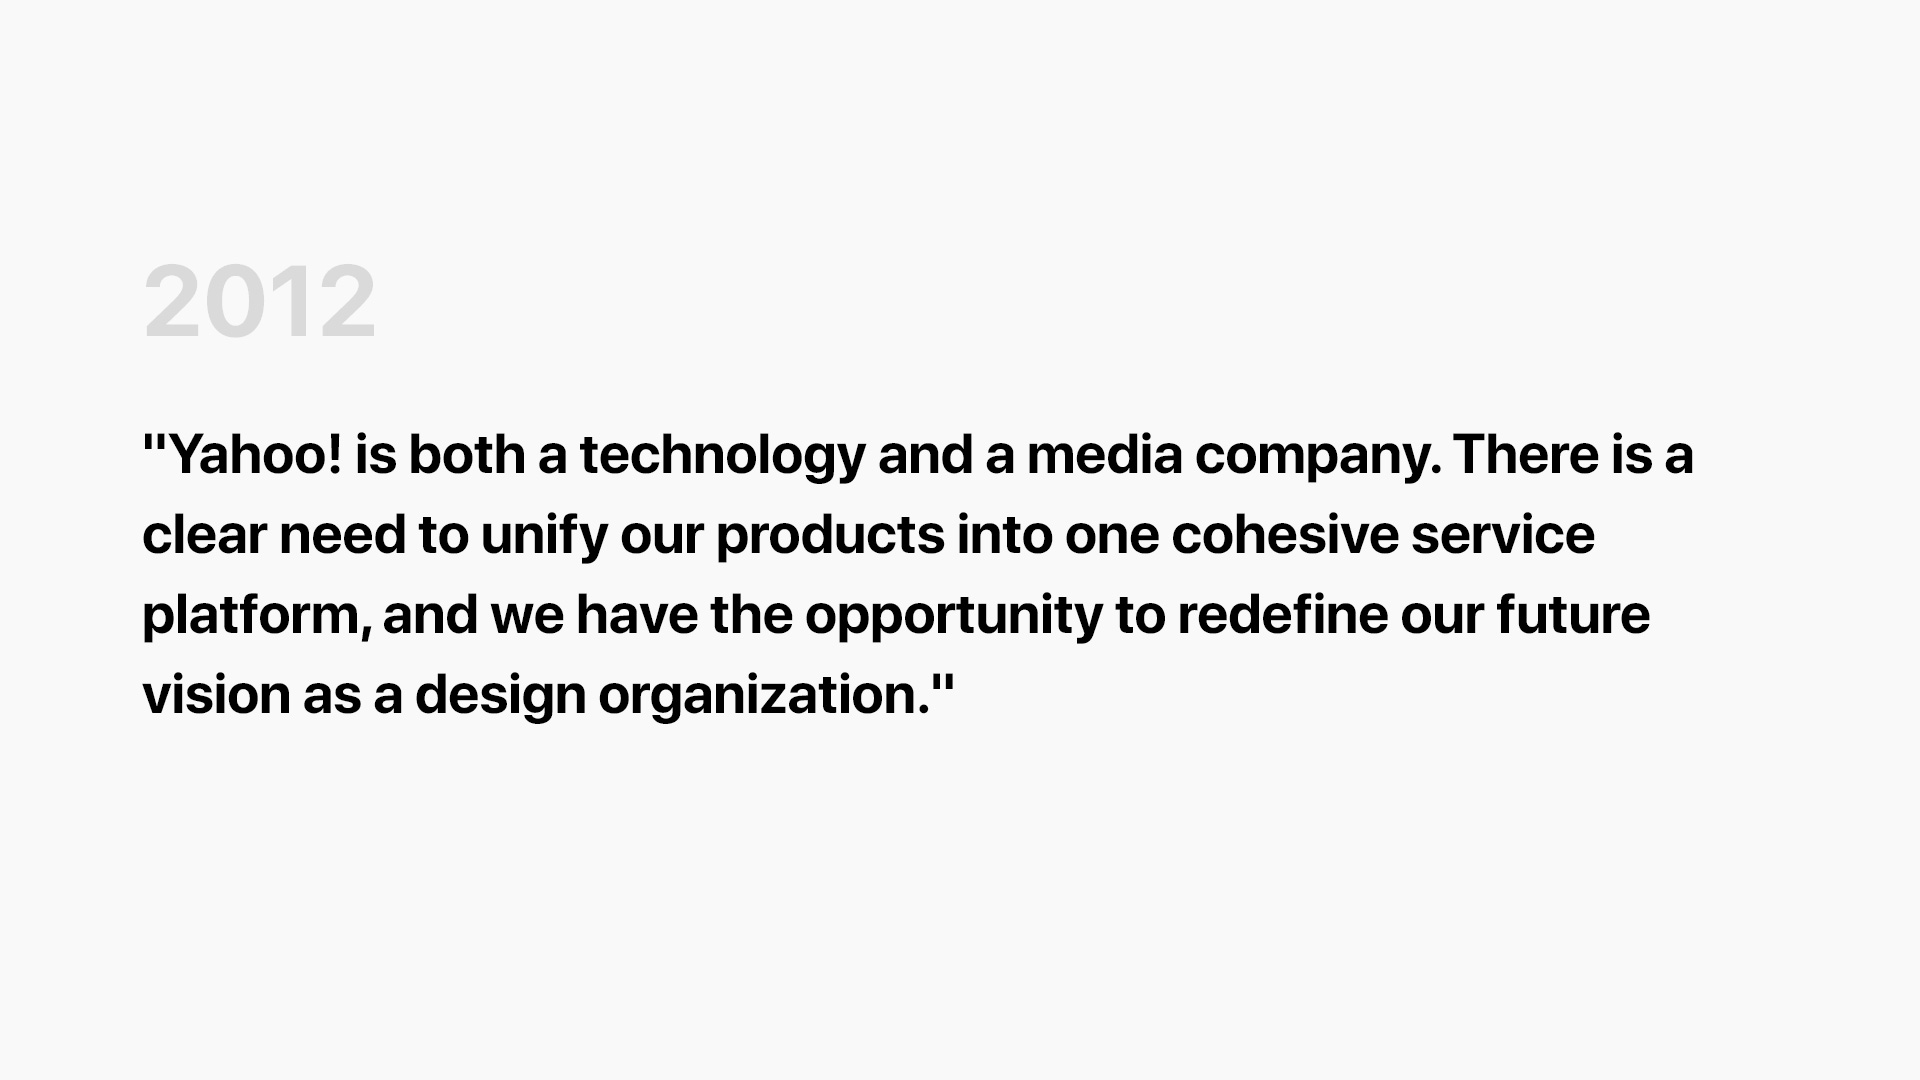 2012
"Yahoo! is both a technology and a media company. There is a
clear need to unify our products into one cohesive service
platform, and we have the opportunity to redefine our future
vision as a design organization."